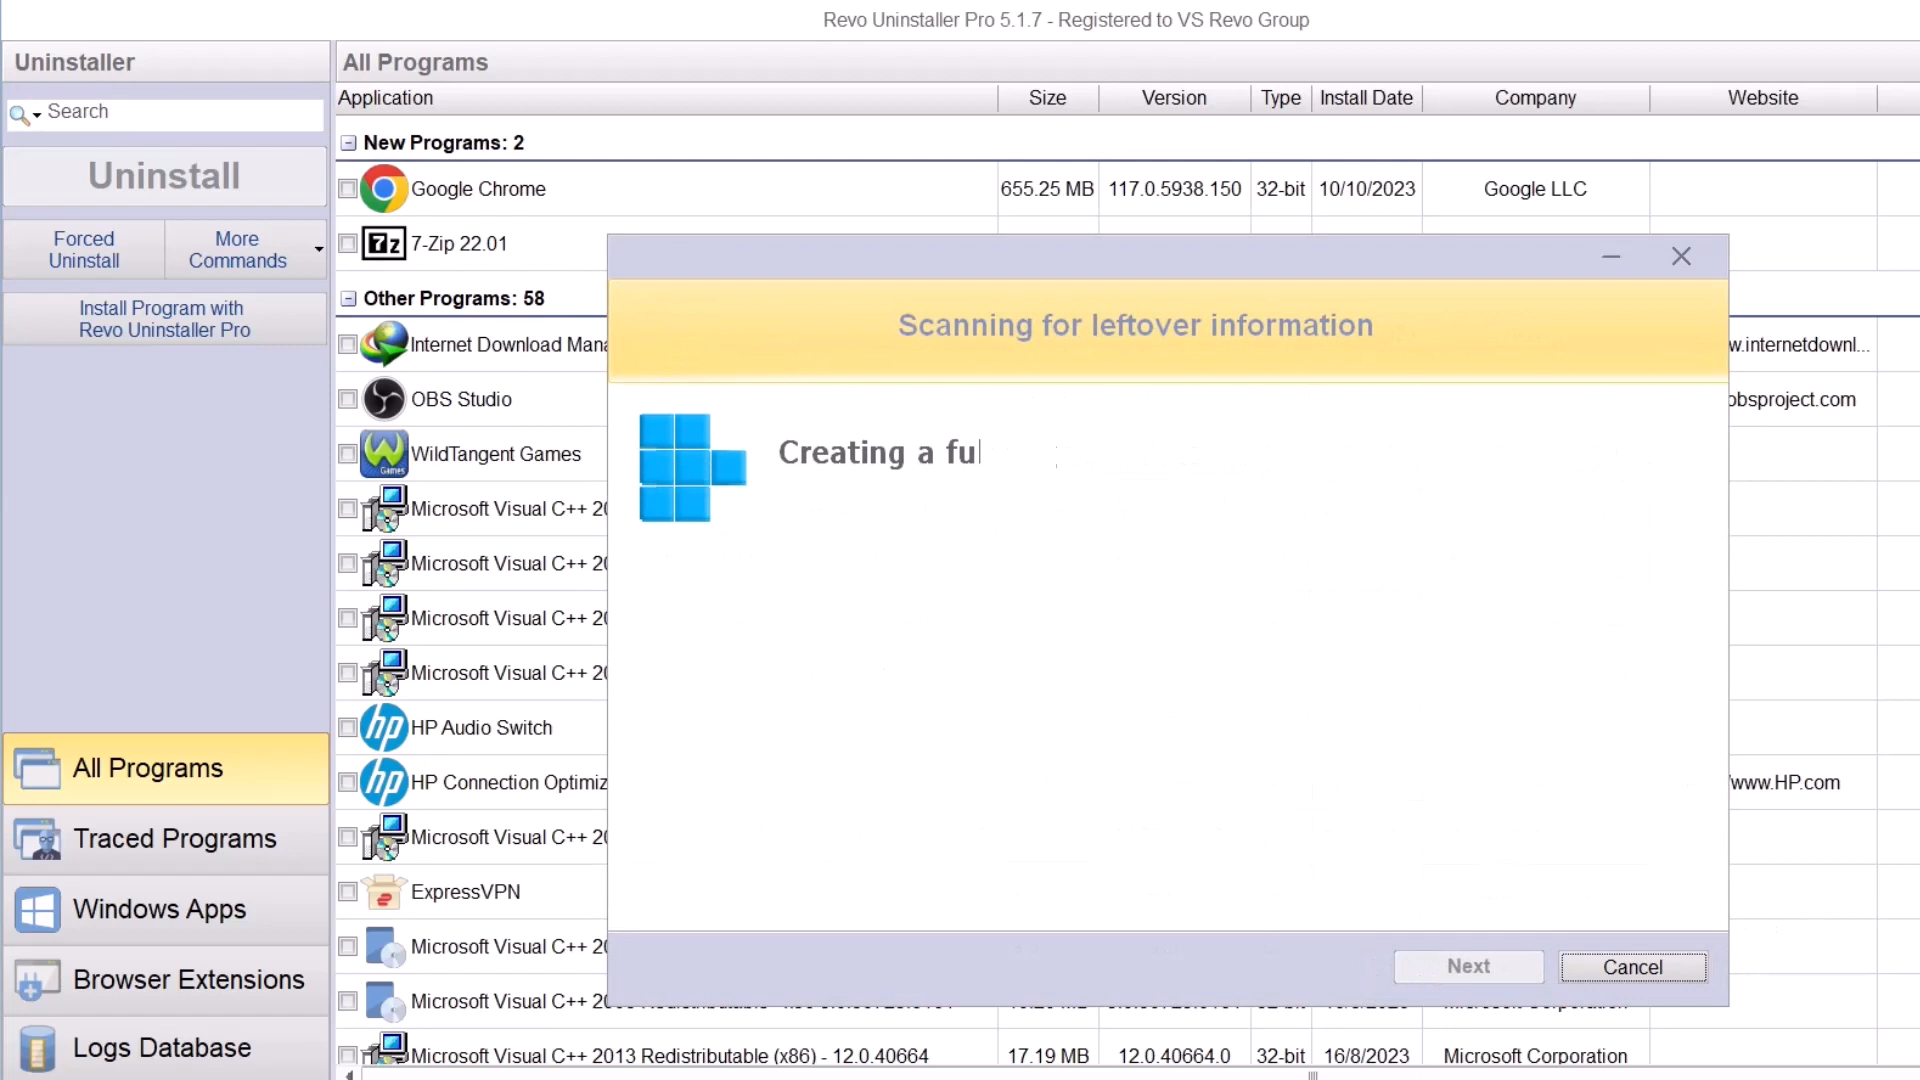 Revo Uninstaller Pro 5.1.7 - Registered to VS Revo Group
Uninstaller
All Programs
Search
Application Size Version Type Install Date Company Website
New Programs: 2
Uninstall
Google Chrome 655.25 MB 117.0.5938.150 32-bit 10/10/2023 Google LLC
Forced Uninstall
More Commands
7z 7-Zip 22.01
Other Programs: 58
Install Program with
Revo Uninstaller Pro
Scanning for leftover information
Internet Download Mana
w.internetdownl...
OBS Studio
obsproject.com
Creating a ful
Games WildTangent Games
Microsoft Visual C++ 20
Microsoft Visual C++ 20
Microsoft Visual C++ 20
Microsoft Visual C++ 20
hp HP Audio Switch
All Programs
hp HP Connection Optimiz
/www.HP.com
Traced Programs
Microsoft Visual C++ 20
ExpressVPN
Windows Apps
Microsoft Visual C++ 20
Next Cancel
Browser Extensions
Microsoft Visual C++ 20
Logs Database
Microsoft Visual C++ 2013 Redistributable (x86) - 12.0.40664 17.19 MB 12.0.40664.0 32-bit 16/8/2023 Microsoft Corporation